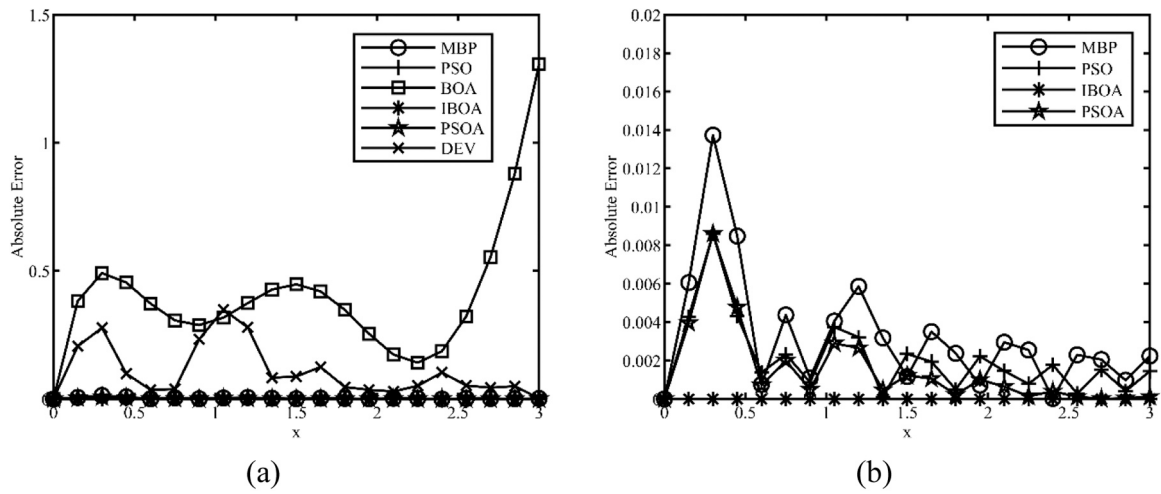 1.5
1
0.5
0
0
0.5
1
1.5
2
2.5
3
x
Absolute Error
MBP
PSO
BOA
IBOA
PSOA
DEV
(a)
0.02
0.018
0.016
0.014
0.012
0.01
0.008
0.006
0.004
0.002
0
0
0.5
1
1.5
2
2.5
3
x
Absolute Error
MBP
PSO
IBOA
PSOA
(b)